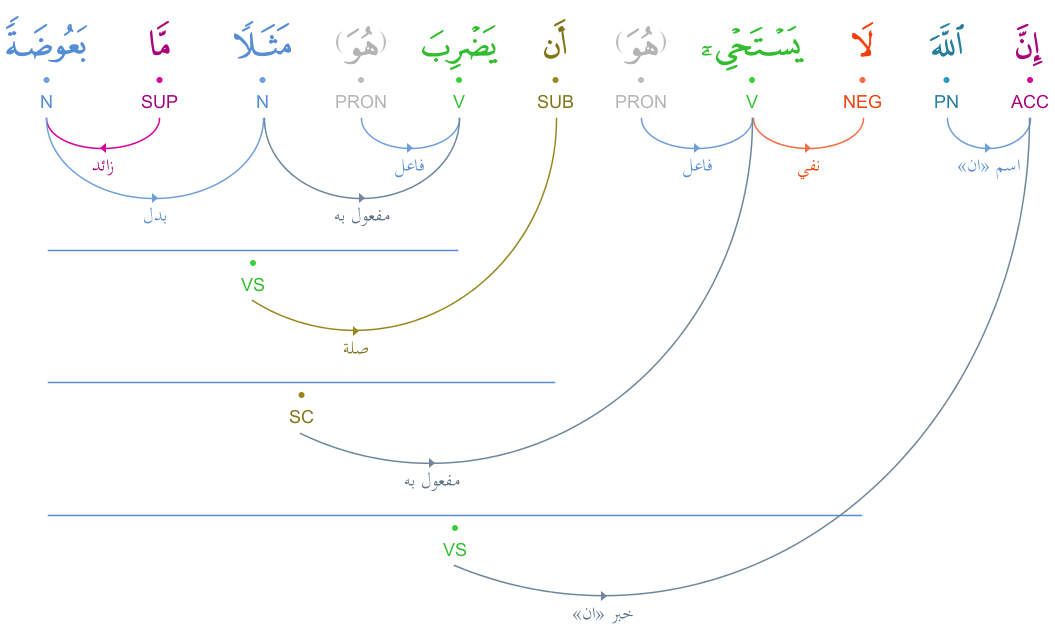 إِنَّ ٱللَّهَ لَا يَسْتَحْىِۦٓ (هُوَ) أَن يَضْرِبَ (هُوَ) مَثَلًا مَّا بَعُوضَةً
ACC PN NEG V PRON SUB V PRON N SUP N
اسم «ان» نفي فاعل فاعل زائد
مفعول به بدل
VS
صلة
SC
مفعول به
VS
خبر «ان»